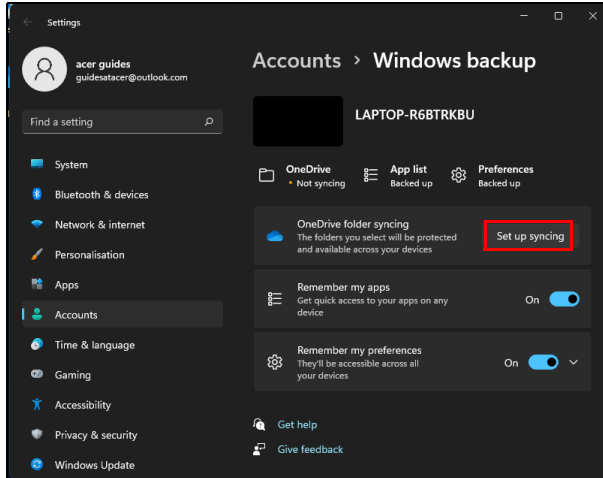 Settings
acer guides
guidesatacer@outlook.com
Find a setting
System
Bluetooth & devices
Network & internet
Personalisation
Apps
Accounts
Time & language
Gaming
Accessibility
Privacy & security
Windows Update
Accounts > Windows backup
LAPTOP-R6BTRKBU
OneDrive
• Not syncing
App list
Backed up
Preferences
Backed up
OneDrive folder syncing
The folders you select will be protected
and available across your devices
Set up syncing
Remember my apps
Get quick access to your apps on any
device
On
Remember my preferences
They'll be accessible across all
your devices
On
Get help
Give feedback